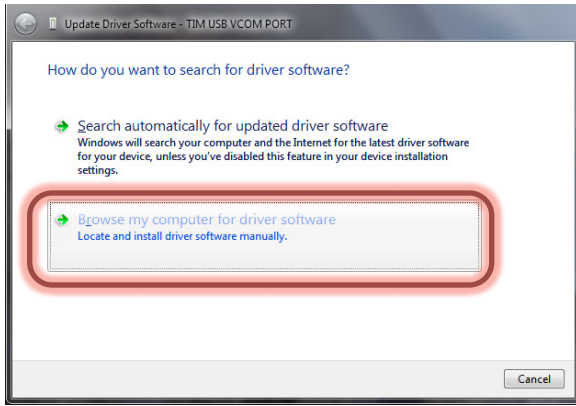 Update Driver Software - TIM USB VCOM PORT
How do you want to search for driver software?
Search automatically for updated driver software
Windows will search your computer and the Internet for the latest driver software
for your device, unless you've disabled this feature in your device installation
settings.
Browse my computer for driver software
Locate and install driver software manually.
Cancel